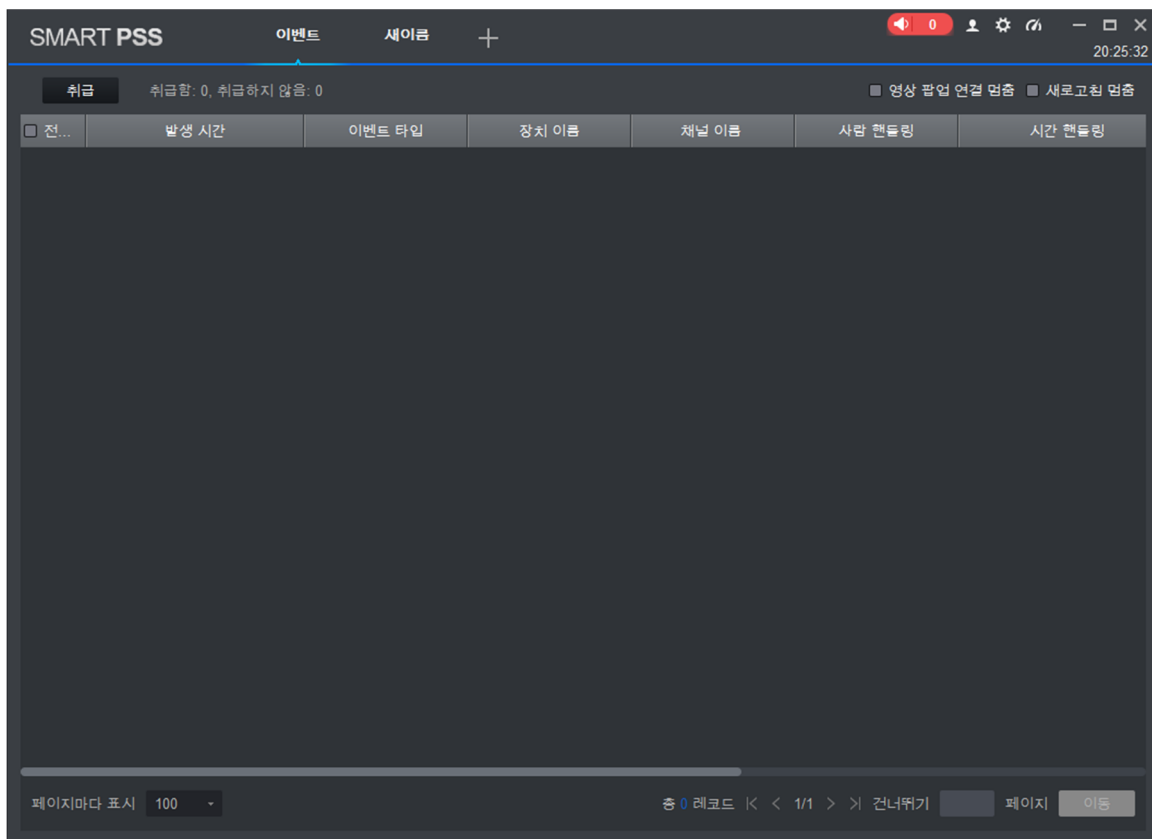 SMART PSS 이벤트 새이름 0
20:25:32
취급 취급함: 0, 취급하지 않음: 0 영상 팝업 연결 멈춤 새로고침 멈춤
전... 발생 시간 이벤트 타입 장치 이름 채널 이름 사람 핸들링 시간 핸들링
페이지마다 표시 100 총 0 레코드 1/1 건너뛰기 페이지 이동